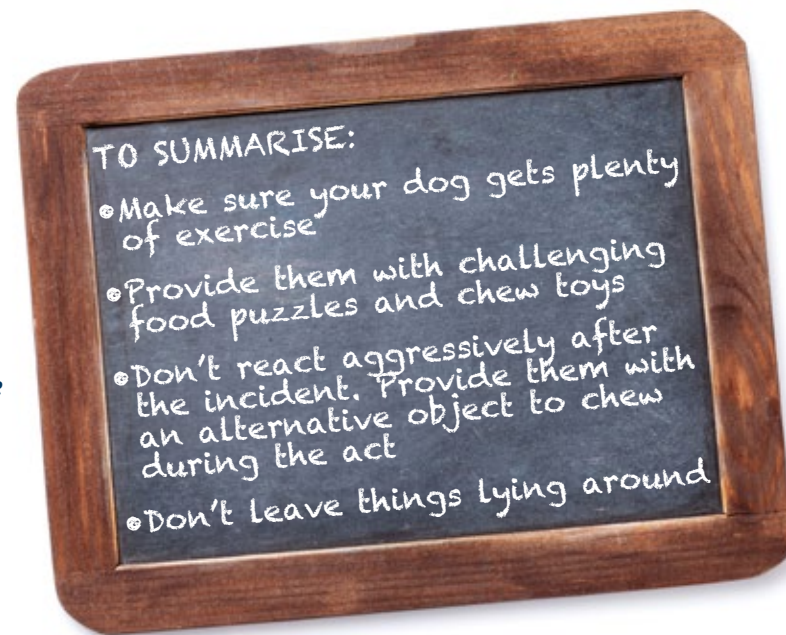 TO SUMMARISE:
•Make sure your dog gets plenty
of exercise
•Provide them with challenging
food puzzles and chew toys
•Don't react aggressively after
the incident. Provide them with
an alternative object to chew
during the act
•Don't leave things lying around